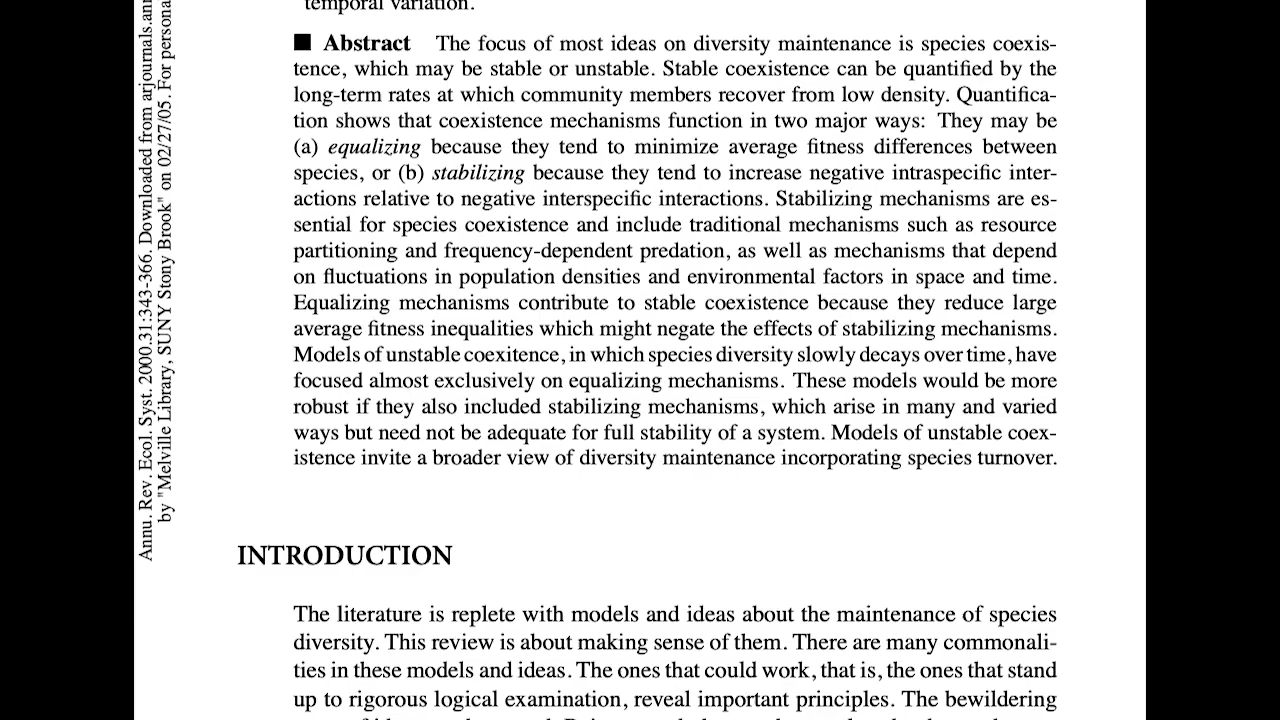 temporal variation.
■ Abstract The focus of most ideas on diversity maintenance is species coexis-
tence, which may be stable or unstable. Stable coexistence can be quantified by the
long-term rates at which community members recover from low density. Quantifica-
tion shows that coexistence mechanisms function in two major ways: They may be
(a) equalizing because they tend to minimize average fitness differences between
species, or (b) stabilizing because they tend to increase negative intraspecific inter-
actions relative to negative interspecific interactions. Stabilizing mechanisms are es-
sential for species coexistence and include traditional mechanisms such as resource
partitioning and frequency-dependent predation, as well as mechanisms that depend
on fluctuations in population densities and environmental factors in space and time.
Equalizing mechanisms contribute to stable coexistence because they reduce large
average fitness inequalities which might negate the effects of stabilizing mechanisms.
Models of unstable coexitence, in which species diversity slowly decays over time, have
focused almost exclusively on equalizing mechanisms. These models would be more
robust if they also included stabilizing mechanisms, which arise in many and varied
ways but need not be adequate for full stability of a system. Models of unstable coex-
istence invite a broader view of diversity maintenance incorporating species turnover.
INTRODUCTION
The literature is replete with models and ideas about the maintenance of species
diversity. This review is about making sense of them. There are many commonali-
ties in these models and ideas. The ones that could work, that is, the ones that stand
up to rigorous logical examination, reveal important principles. The bewildering
Annu. Rev. Ecol. Syst. 2000.31:343-366. Downloaded from arjournals.ann
by "Melville Library, SUNY Stony Brook" on 02/27/05. For persona